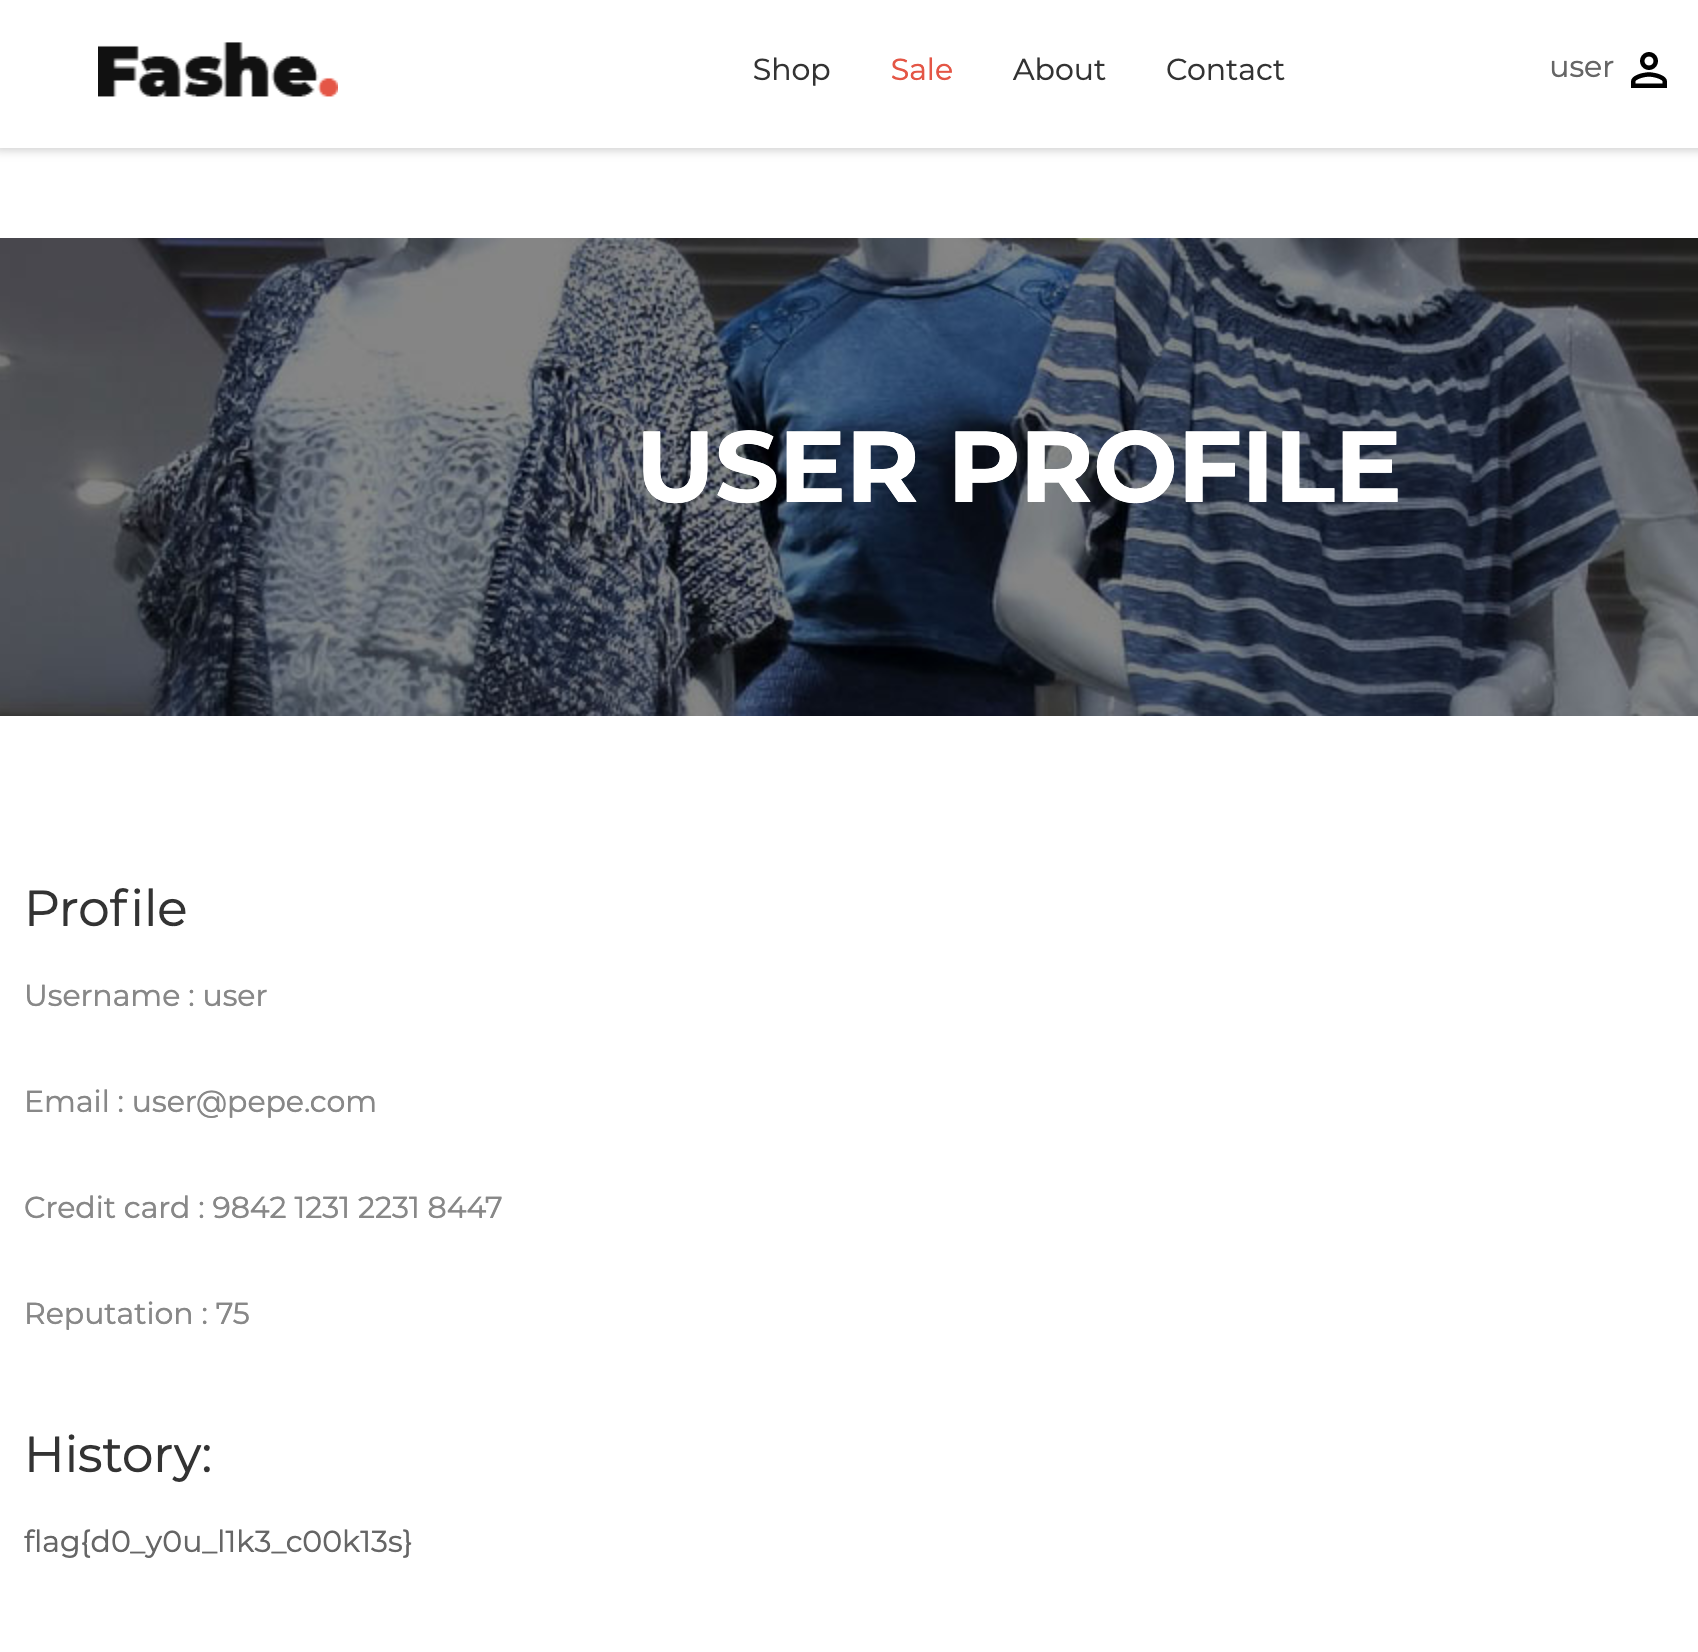 Fashe.
Shop Sale About Contact user
USER PROFILE
Profile
Username : user
Email : user@pepe.com
Credit card : 9842 1231 2231 8447
Reputation : 75
History:
flag{d0_y0u_l1k3_c00k13s}